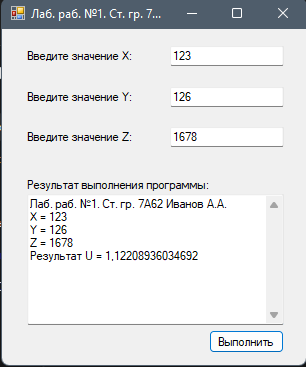 Лаб. раб. №1. Ст. гр. 7...
Введите значение X:
123
Введите значение Y:
126
Введите значение Z:
1678
Результат выполнения программы:
Лаб. раб. №1. Ст. гр. 7А62 Иванов А.А.
X = 123
Y = 126
Z = 1678
Результат U = 1,12208936034692
Выполнить